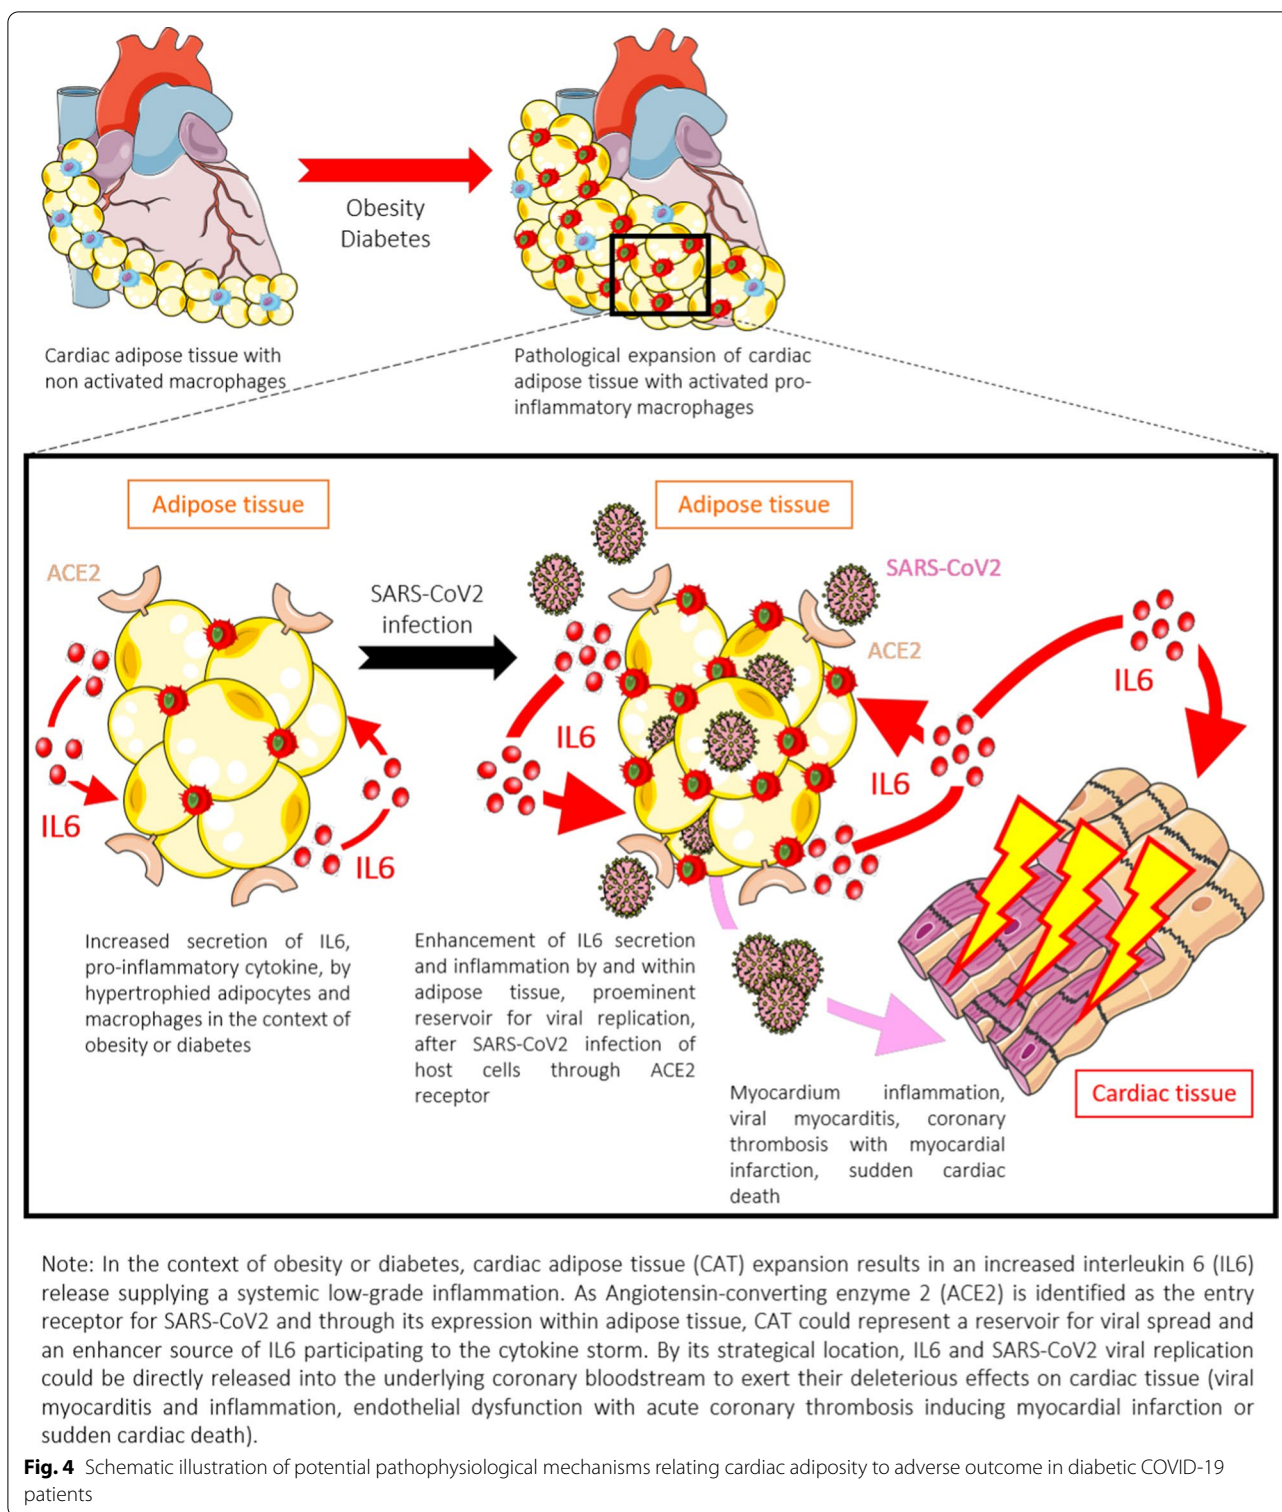 Obesity
Diabetes
Cardiac adipose tissue with
non activated macrophages
Pathological expansion of cardiac
adipose tissue with activated pro-
inflammatory macrophages
Adipose tissue
ACE2
IL6
IL6
SARS-CoV2
infection
Adipose tissue
SARS-CoV2
ACE2
IL6
IL6
IL6
Cardiac tissue
Increased secretion of IL6,
pro-inflammatory cytokine, by
hypertrophied adipocytes and
macrophages in the context of
obesity or diabetes
Enhancement of IL6 secretion
and inflammation by and within
adipose tissue, proeminent
reservoir for viral replication,
after SARS-CoV2 infection of
host cells through ACE2
receptor
Myocardium inflammation,
viral myocarditis, coronary
thrombosis with myocardial
infarction, sudden cardiac
death
Note: In the context of obesity or diabetes, cardiac adipose tissue (CAT) expansion results in an increased interleukin 6 (IL6)
release supplying a systemic low-grade inflammation. As Angiotensin-converting enzyme 2 (ACE2) is identified as the entry
receptor for SARS-CoV2 and through its expression within adipose tissue, CAT could represent a reservoir for viral spread and
an enhancer source of IL6 participating to the cytokine storm. By its strategical location, IL6 and SARS-CoV2 viral replication
could be directly released into the underlying coronary bloodstream to exert their deleterious effects on cardiac tissue (viral
myocarditis and inflammation, endothelial dysfunction with acute coronary thrombosis inducing myocardial infarction or
sudden cardiac death).
Fig. 4 Schematic illustration of potential pathophysiological mechanisms relating cardiac adiposity to adverse outcome in diabetic COVID-19
patients